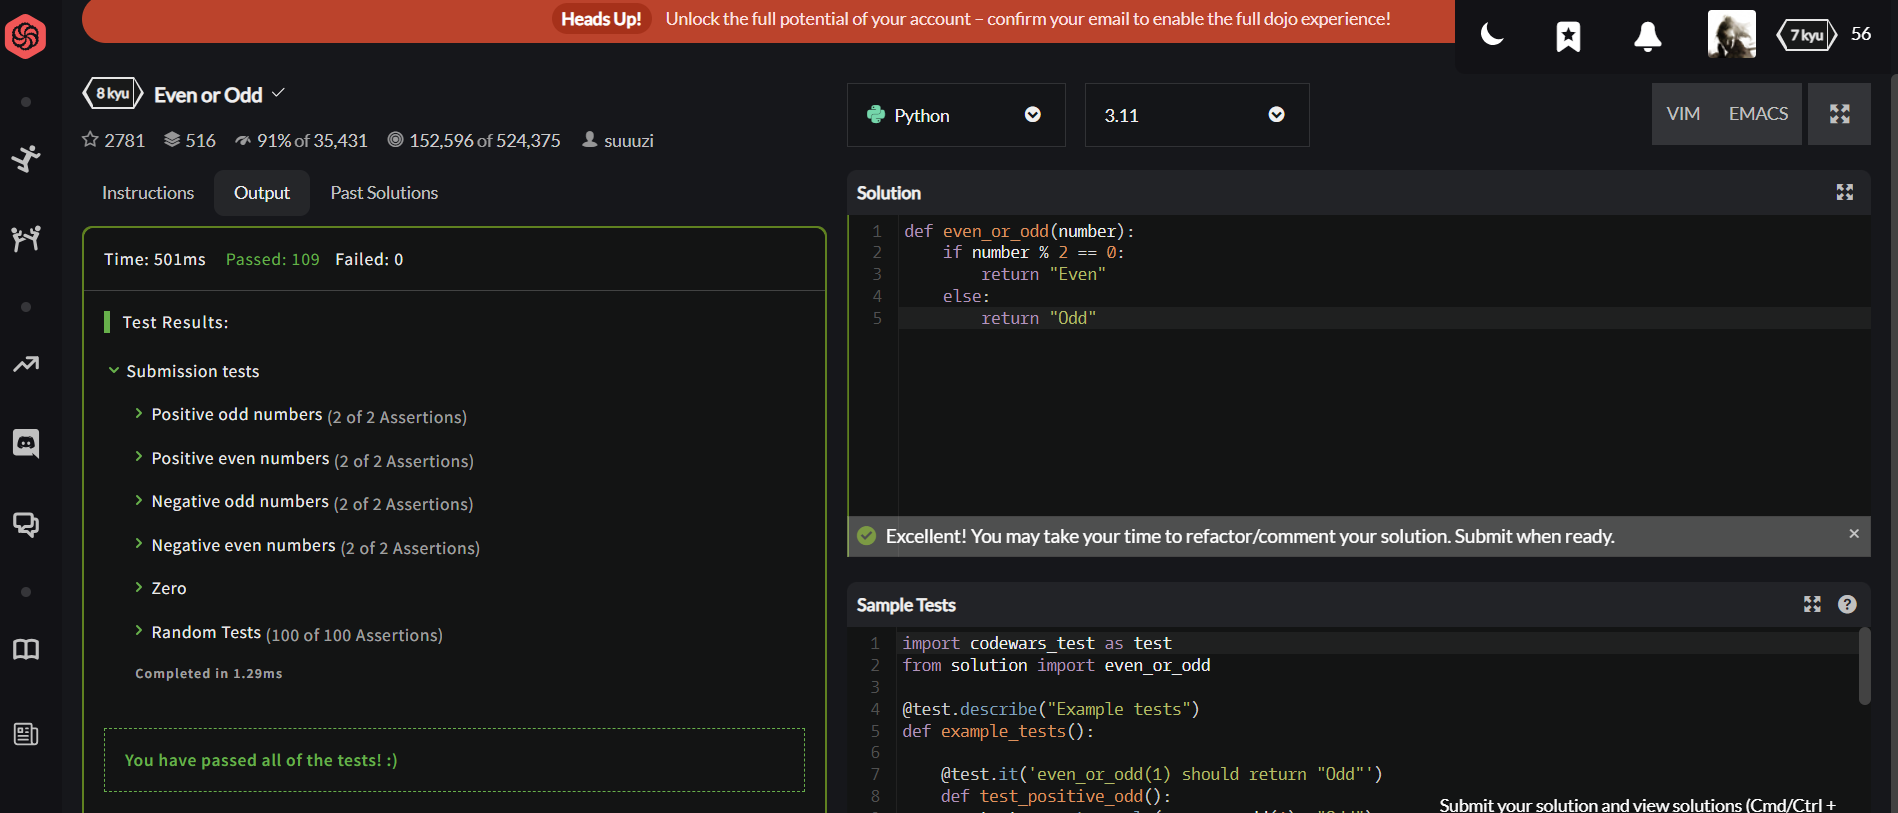 Heads Up! Unlock the full potential of your account – confirm your email to enable the full dojo experience!
7 kyu 56
8 kyu Even or Odd
2781 516 91% of 35,431 152,596 of 524,375 suuuzi
Python 3.11 VIM EMACS
Instructions Output Past Solutions
Time: 501ms Passed: 109 Failed: 0
Test Results:
Submission tests
Positive odd numbers (2 of 2 Assertions)
Positive even numbers (2 of 2 Assertions)
Negative odd numbers (2 of 2 Assertions)
Negative even numbers (2 of 2 Assertions)
Zero
Random Tests (100 of 100 Assertions)
Completed in 1.29ms
You have passed all of the tests! :)
Solution
1 def even_or_odd(number):
2 if number % 2 == 0:
3 return "Even"
4 else:
5 return "Odd"
Excellent! You may take your time to refactor/comment your solution. Submit when ready.
Sample Tests
1 import codewars_test as test
2 from solution import even_or_odd
3
4 @test.describe("Example tests")
5 def example_tests():
6
7 @test.it('even_or_odd(1) should return "Odd"')
8 def test_positive_odd():
Submit your solution and view solutions (Cmd/Ctrl +